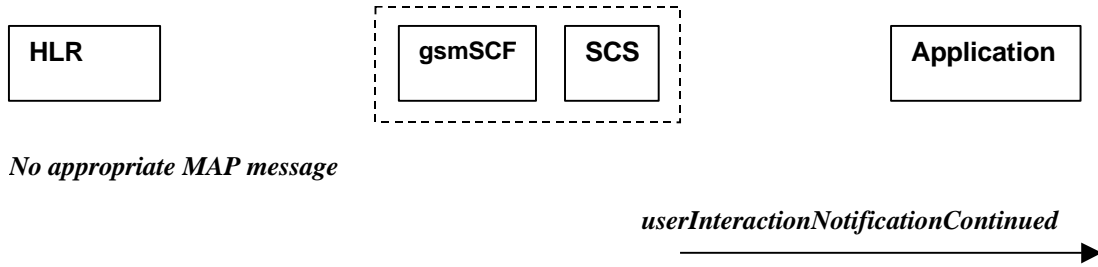 HLR
gsmSCF
SCS
Application
No appropriate MAP message
userInteractionNotificationContinued